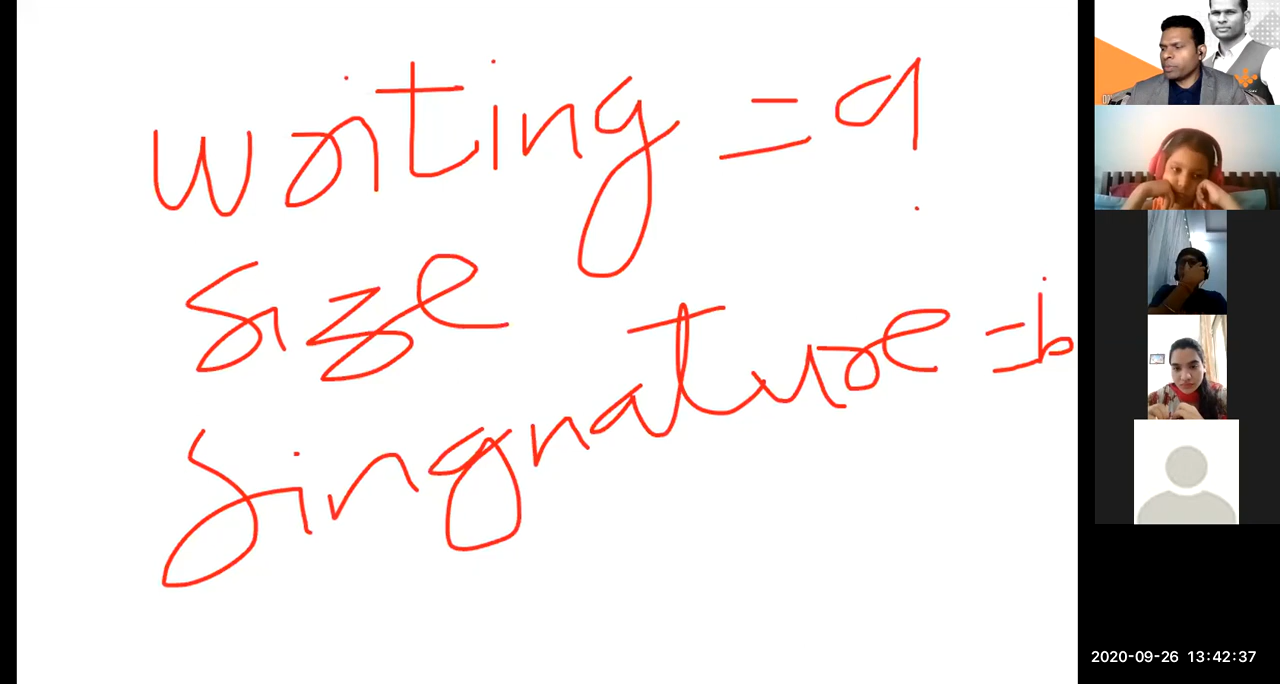 writing = a
size
singnature = b
2020-09-26 13:42:37